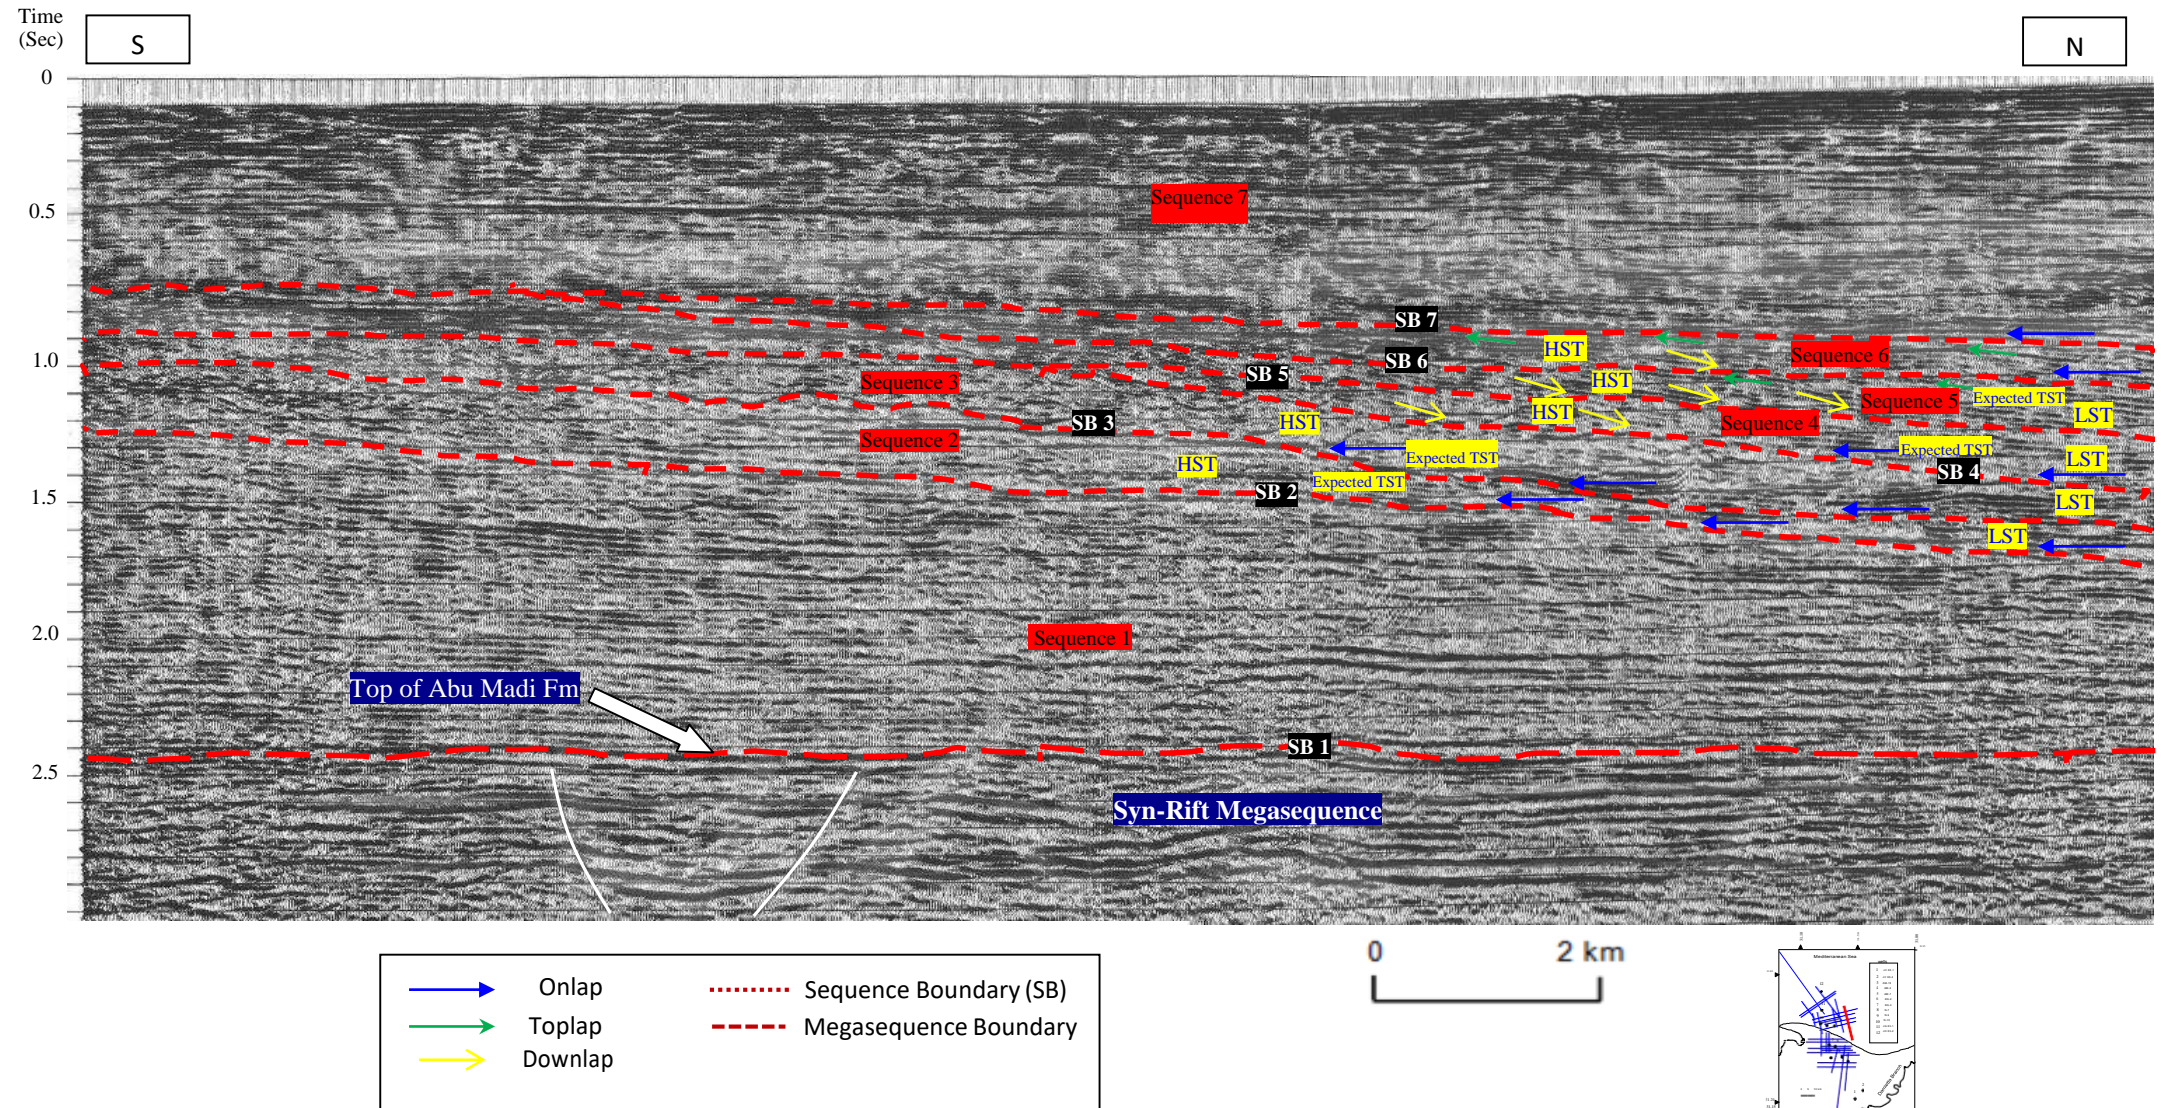 Time
(Sec)
S
N
0
0.5
1.0
1.5
2.0
2.5
Sequence 7
SB 7
HST
Sequence 6
SB 6
SB 5
HST
Sequence 3
HST
Sequence 5
Expected TST
LST
SB 3
HST
Sequence 4
Sequence 2
Expected TST
Expected TST
LST
HST
SB 4
Expected TST
SB 2
LST
LST
Sequence 1
Top of Abu Madi Fm
SB 1
Syn-Rift Megasequence
0 2 km
Onlap
Sequence Boundary (SB)
Toplap
Megasequence Boundary
Downlap
Mediterranean Sea
Damietta Branch